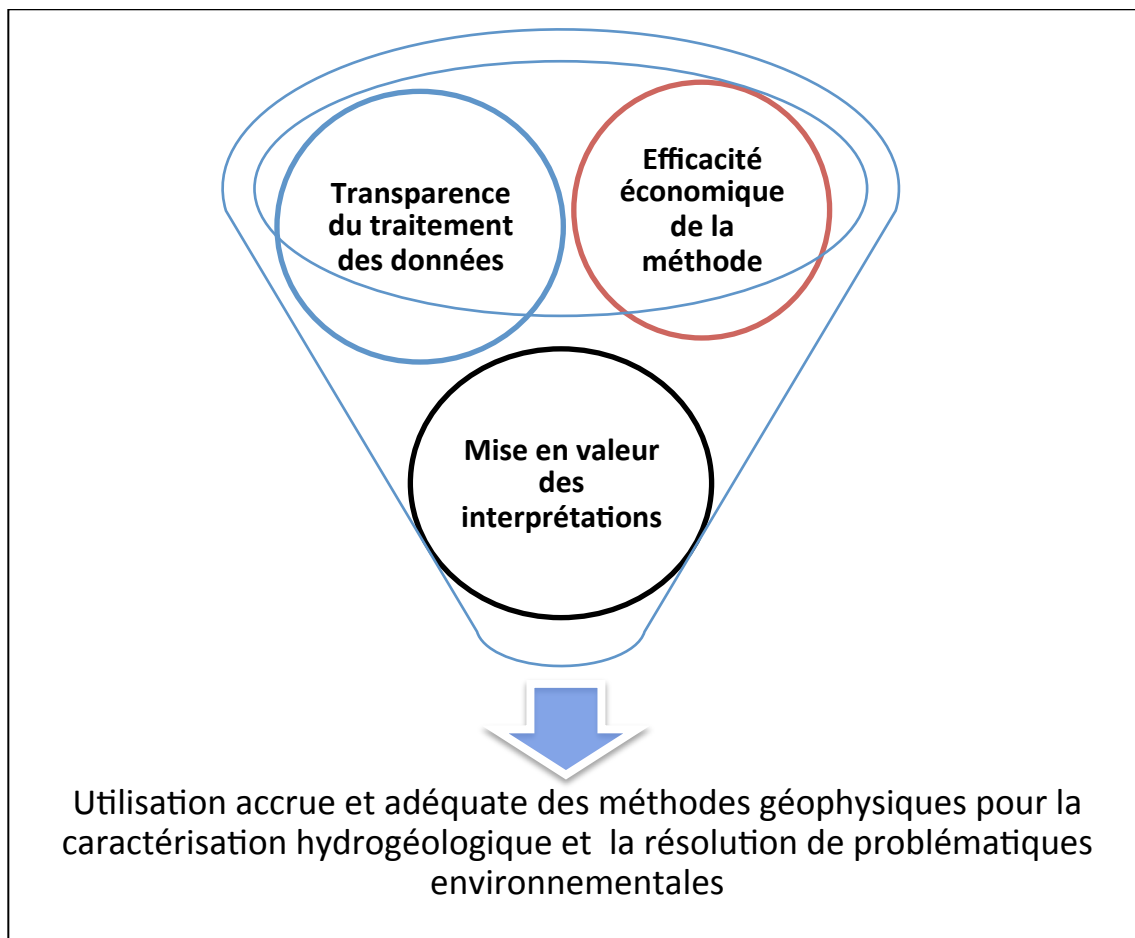 Transparence
du traitement
des données
Efficacité
économique
de la
méthode
Mise en valeur
des
interprétations
Utilisation accrue et adéquate des méthodes géophysiques pour la
caractérisation hydrogéologique et  la résolution de problématiques
environnementales